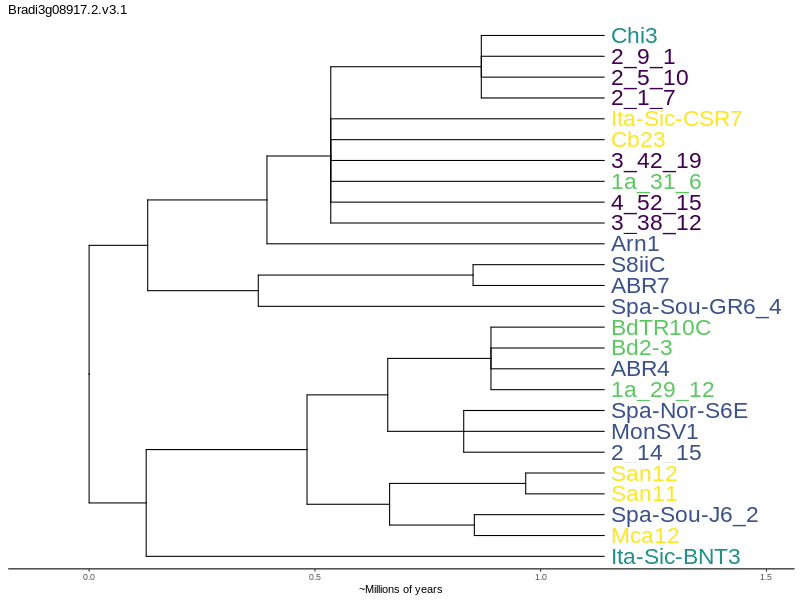 Bradi3g08917.2.v3.1
Chi3
2_9_1
2_5_10
2_1_7
Ita-Sic-CSR7
Cb23
3_42_19
1a_31_6
4_52_15
3_38_12
Arn1
S8iiC
ABR7
Spa-Sou-GR6_4
BdTR10C
Bd2-3
ABR4
1a_29_12
Spa-Nor-S6E
MonSV1
2_14_15
San12
San11
Spa-Sou-J6_2
Mca12
Ita-Sic-BNT3
0.0 0.5 1.0 1.5
~Millions of years